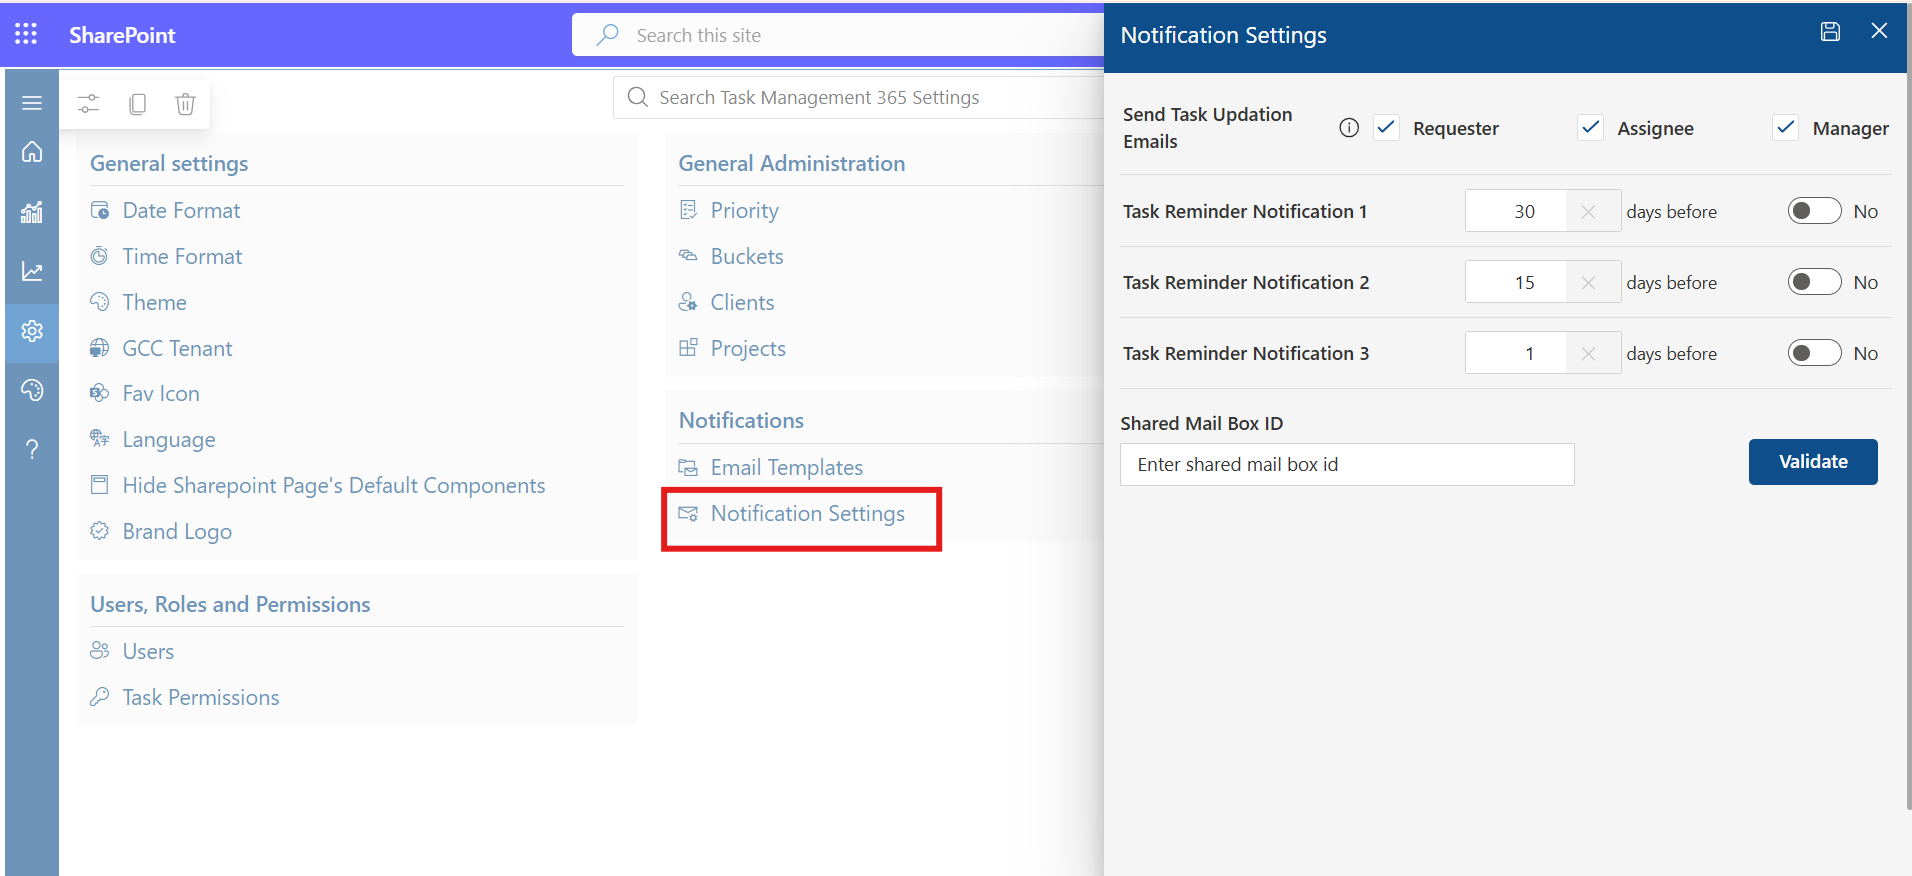 SharePoint
Search this site
Search Task Management 365 Settings
General settings
Date Format
Time Format
Theme
GCC Tenant
Fav Icon
Language
Hide Sharepoint Page's Default Components
Brand Logo
Users, Roles and Permissions
Users
Task Permissions
General Administration
Priority
Buckets
Clients
Projects
Notifications
Email Templates
Notification Settings
Notification Settings
Send Task Updation
Emails
Requester
Assignee
Manager
Task Reminder Notification 1
30
days before
No
Task Reminder Notification 2
15
days before
No
Task Reminder Notification 3
1
days before
No
Shared Mail Box ID
Enter shared mail box id
Validate